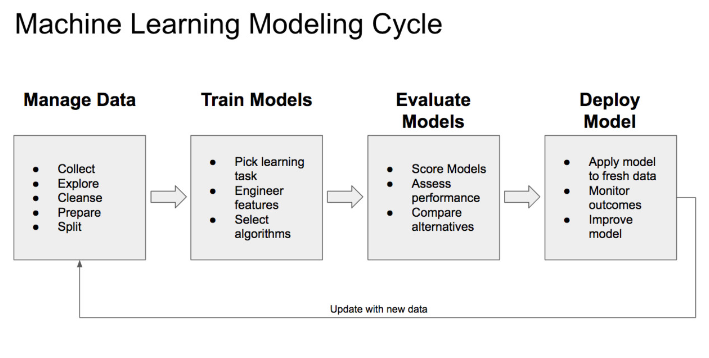 Machine Learning Modeling Cycle
Manage Data
● Collect
● Explore
● Cleanse
● Prepare
● Split
Train Models
● Pick learning
task
● Engineer
features
● Select
algorithms
Evaluate
Models
● Score Models
● Assess
performance
● Compare
alternatives
Deploy
Model
● Apply model
to fresh data
● Monitor
outcomes
● Improve
model
Update with new data